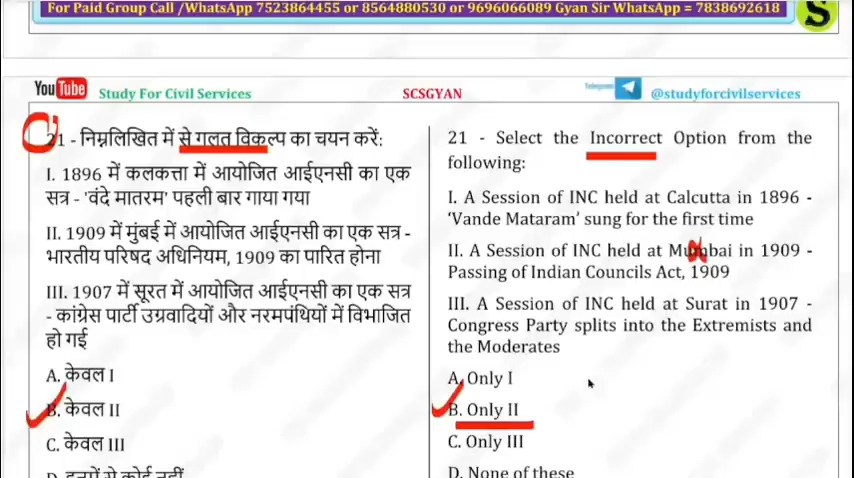 For Paid Group Call /WhatsApp 7523864455 or 8564880530 or 9696066089 Gyan Sir WhatsApp = 7838692618
S
YouTube Study For Civil Services
SCSGYAN
Telegram @studyforcivilservices
21 - निम्नलिखित में से गलत विकल्प का चयन करें:
I. 1896 में कलकत्ता में आयोजित आईएनसी का एक
सत्र - 'वंदे मातरम' पहली बार गाया गया
II. 1909 में मुंबई में आयोजित आईएनसी का एक सत्र -
भारतीय परिषद अधिनियम, 1909 का पारित होना
III. 1907 में सूरत में आयोजित आईएनसी का एक सत्र
- कांग्रेस पार्टी उग्रवादियों और नरमपंथियों में विभाजित
हो गई
A. केवल I
B. केवल II
C. केवल III
D. इनमें से कोई नहीं
21 - Select the Incorrect Option from the
following:
I. A Session of INC held at Calcutta in 1896 -
‘Vande Mataram’ sung for the first time
II. A Session of INC held at Mumbai in 1909 -
Passing of Indian Councils Act, 1909
III. A Session of INC held at Surat in 1907 -
Congress Party splits into the Extremists and
the Moderates
A. Only I
B. Only II
C. Only III
D. None of these